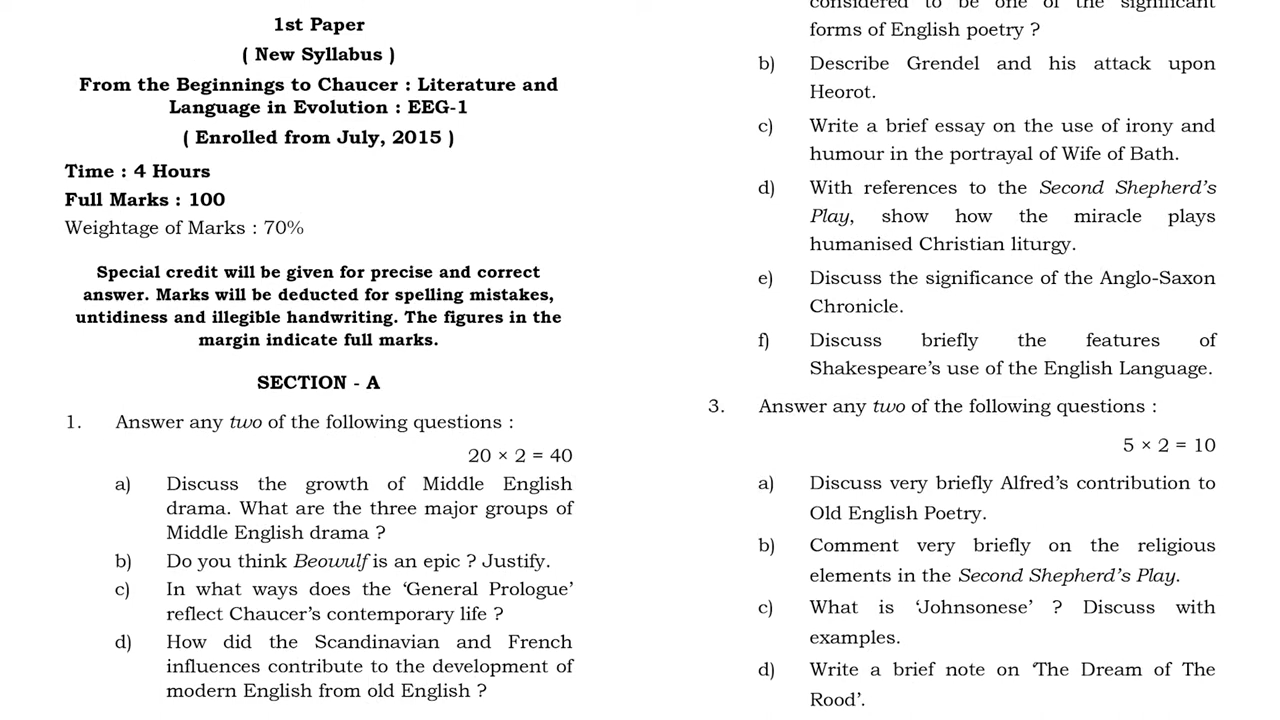 1st Paper
( New Syllabus )
From the Beginnings to Chaucer : Literature and
Language in Evolution : EEG-1
( Enrolled from July, 2015 )
Time : 4 Hours
Full Marks : 100
Weightage of Marks : 70%
Special credit will be given for precise and correct
answer. Marks will be deducted for spelling mistakes,
untidiness and illegible handwriting. The figures in the
margin indicate full marks.
SECTION - A
1. Answer any two of the following questions :
20 × 2 = 40
a) Discuss the growth of Middle English
drama. What are the three major groups of
Middle English drama ?
b) Do you think Beowulf is an epic ? Justify.
c) In what ways does the ‘General Prologue’
reflect Chaucer’s contemporary life ?
d) How did the Scandinavian and French
influences contribute to the development of
modern English from old English ?
considered to be one of the significant
forms of English poetry ?
b) Describe Grendel and his attack upon
Heorot.
c) Write a brief essay on the use of irony and
humour in the portrayal of Wife of Bath.
d) With references to the Second Shepherd’s
Play, show how the miracle plays
humanised Christian liturgy.
e) Discuss the significance of the Anglo-Saxon
Chronicle.
f) Discuss briefly the features of
Shakespeare’s use of the English Language.
3. Answer any two of the following questions :
5 × 2 = 10
a) Discuss very briefly Alfred’s contribution to
Old English Poetry.
b) Comment very briefly on the religious
elements in the Second Shepherd’s Play.
c) What is ‘Johnsonese’ ? Discuss with
examples.
d) Write a brief note on ‘The Dream of The
Rood’.